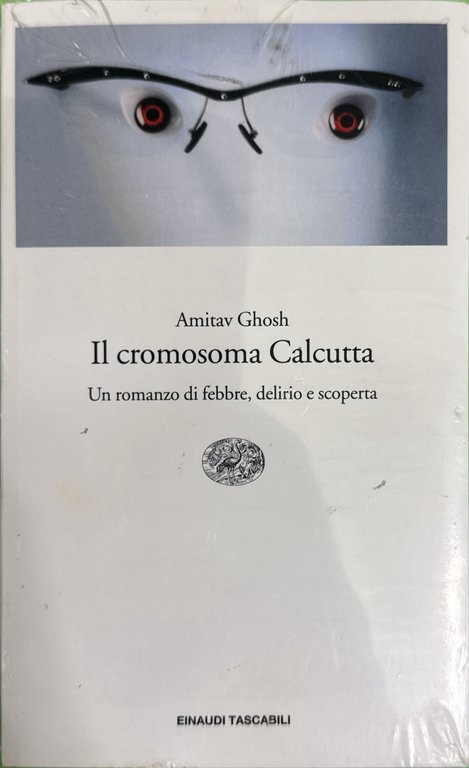 Amitav Ghosh
Il cromosoma Calcutta
Un romanzo di febbre, delirio e scoperta
EINAUDI TASCABILI